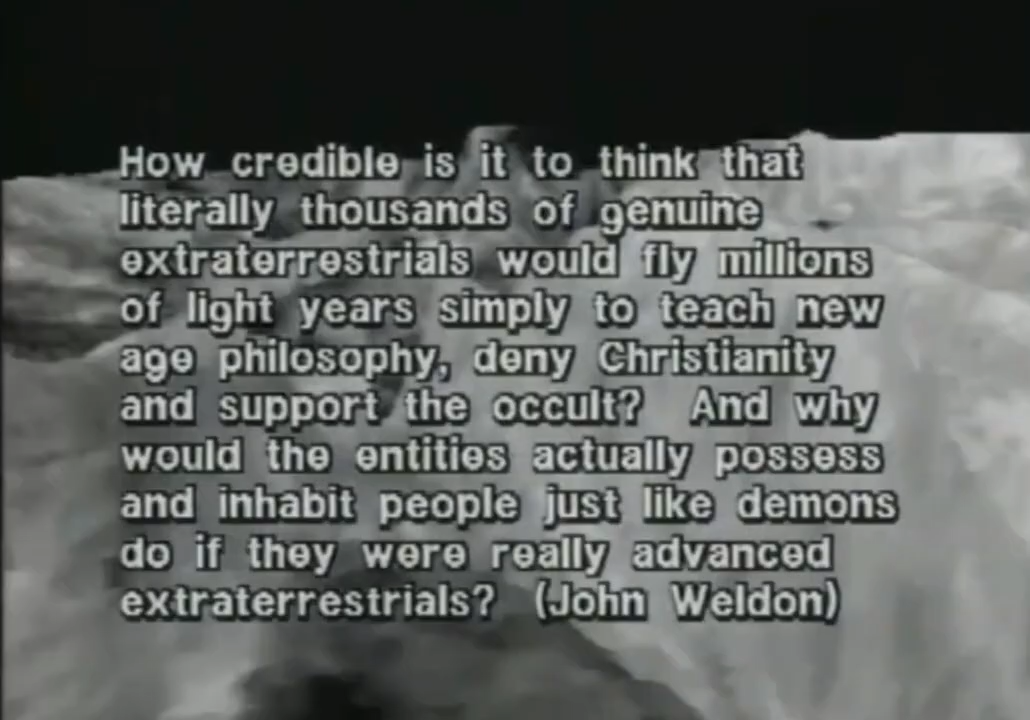 How credible is it to think that
literally thousands of genuine
extraterrestrials would fly millions
of light years simply to teach new
age philosophy, deny Christianity
and support the occult? And why
would the entities actually possess
and inhabit people just like demons
do if they were really advanced
extraterrestrials? (John Weldon)